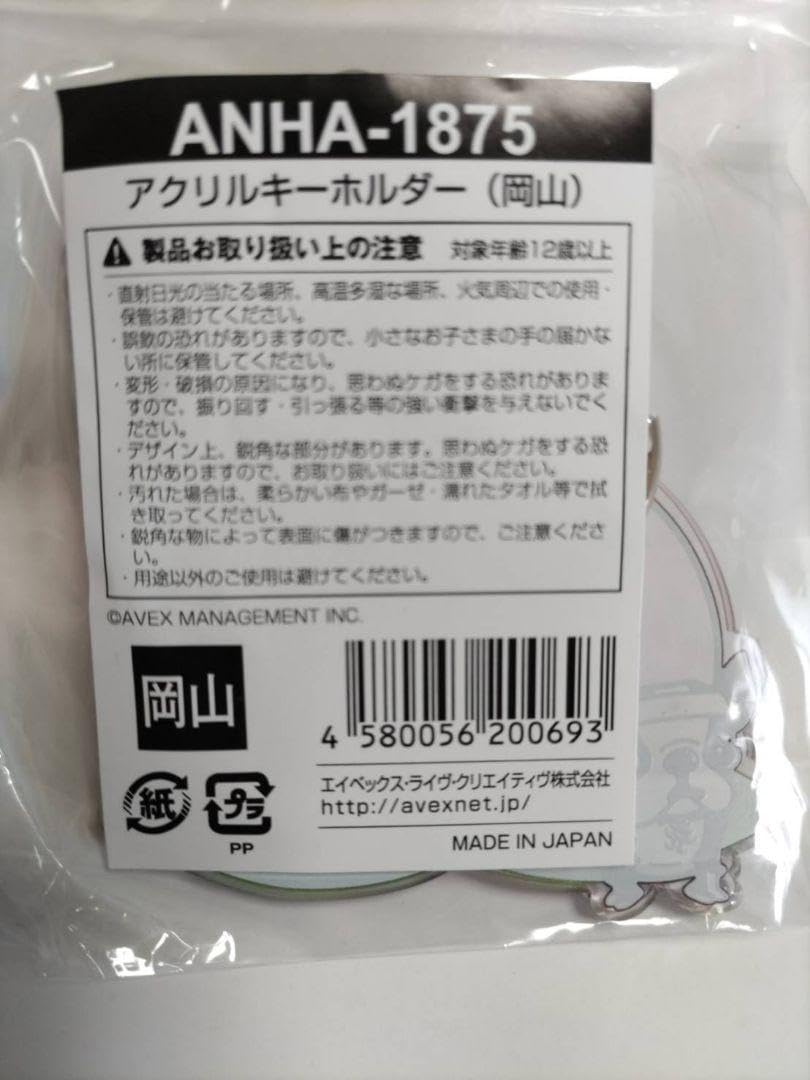 ANHA-1875
アクリルキーホルダー（岡山）
製品お取り扱い上の注意 対象年齢12歳以上
・直射日光の当たる場所、高温多湿な場所、火気周辺での使用・
保管は避けてください。
・誤飲の恐れがありますので、小さなお子さまの手の届かな
い所に保管してください。
・変形・破損の原因になり、思わぬケガをする恐れがありま
すので、振り回す・引っ張る等の強い衝撃を与えないでく
ださい。
・デザイン上、鋭角な部分があります。思わぬケガをする恐
れがありますので、お取り扱いにはご注意ください。
・汚れた場合は、柔らかい布やガーゼ・濡れたタオル等で拭
き取ってください。
・鋭角な物によって表面に傷がつきますので、ご注意くださ
い。
・用途以外のご使用は避けてください。
©AVEX MANAGEMENT INC.
岡山
4 580056 200693
紙
プラ
PP
エイベックス・ライヴ・クリエイティヴ株式会社
http://avexnet.jp/
MADE IN JAPAN